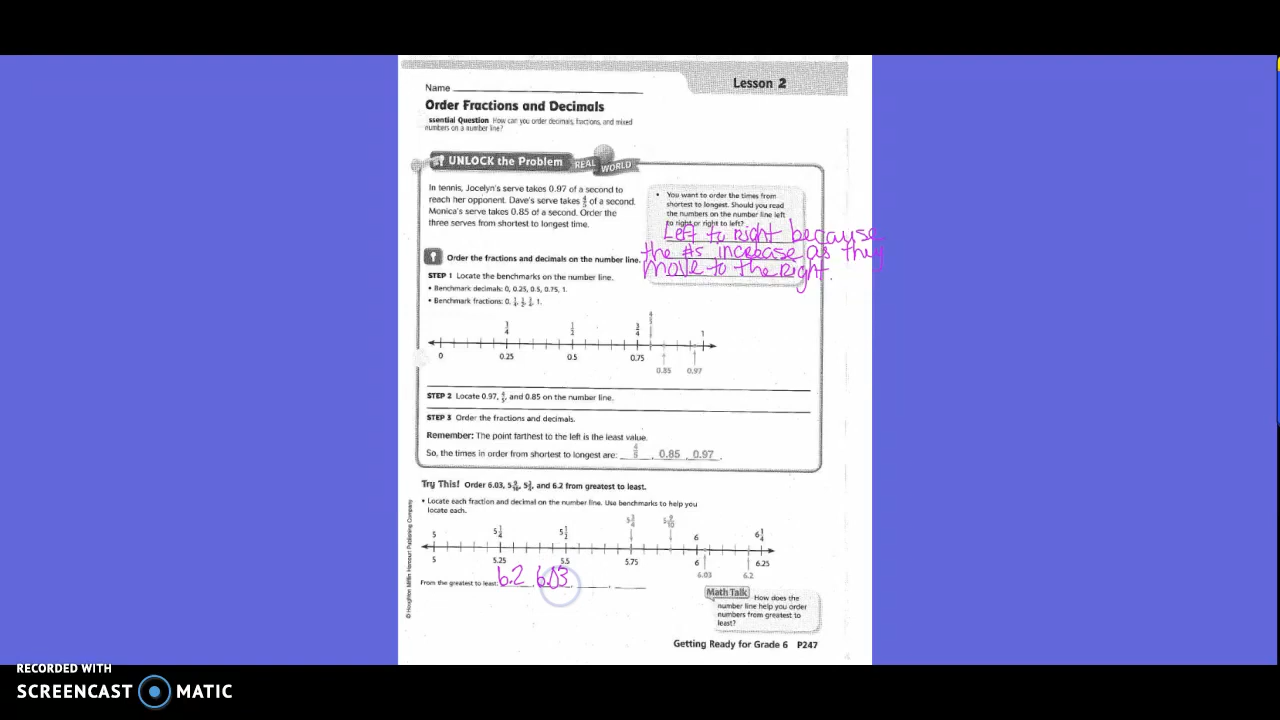 Lesson 2
Name
Order Fractions and Decimals
ssential Question How can you order decimals, fractions, and mixed
numbers on a number line?
UNLOCK the Problem REAL WORLD
In tennis, Jocelyn's serve takes 0.97 of a second to
reach her opponent. Dave's serve takes 4/5 of a second.
Monica's serve takes 0.85 of a second. Order the
three serves from shortest to longest time.
• You want to order the times from
shortest to longest. Should you read
the numbers on the number line left
to right or right to left?
Left to Right because
the #s increase as they
move to the Right.
Order the fractions and decimals on the number line.
STEP 1 Locate the benchmarks on the number line.
• Benchmark decimals: 0, 0.25, 0.5, 0.75, 1.
• Benchmark fractions: 0, 1/4, 1/2, 3/4, 1.
1/2 3/4 4/5 1
0 0.25 0.5 0.75
0.85 0.97
STEP 2 Locate 0.97, 4/5, and 0.85 on the number line.
STEP 3 Order the fractions and decimals.
Remember: The point farthest to the left is the least value.
So, the times in order from shortest to longest are: 4/5, 0.85, 0.97.
Try This! Order 6.03, 5 9/10, 5 3/4, and 6.2 from greatest to least.
• Locate each fraction and decimal on the number line. Use benchmarks to help you
locate each.
5 5 1/4 5 1/2 5 3/4 5 9/10 6 6 1/4
5 5.25 5.5 5.75 6 6.25
6.03 6.2
From the greatest to least: 6.2, 6.03, ,
Math Talk How does the
number line help you order
numbers from greatest to
least?
© Houghton Mifflin Harcourt Publishing Company
Getting Ready for Grade 6 P247
RECORDED WITH
SCREENCAST MATIC